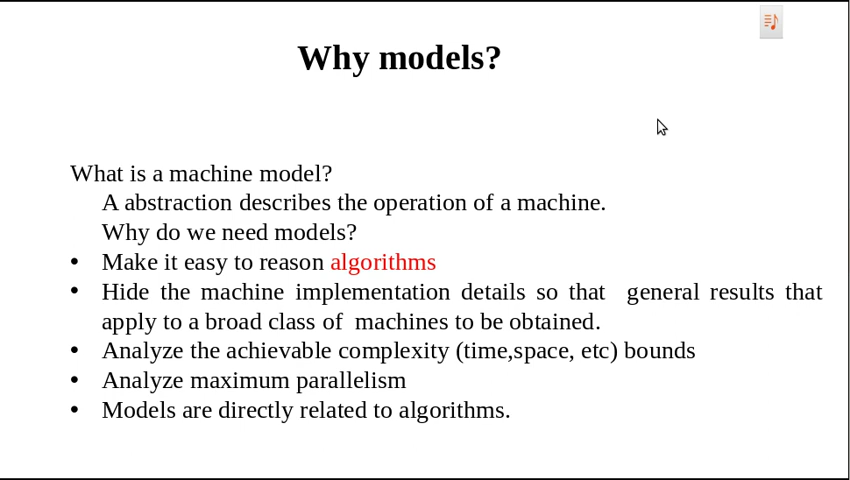 Why models?
What is a machine model?
A abstraction describes the operation of a machine.
Why do we need models?
• Make it easy to reason algorithms
• Hide the machine implementation details so that general results that
apply to a broad class of machines to be obtained.
• Analyze the achievable complexity (time,space, etc) bounds
• Analyze maximum parallelism
• Models are directly related to algorithms.